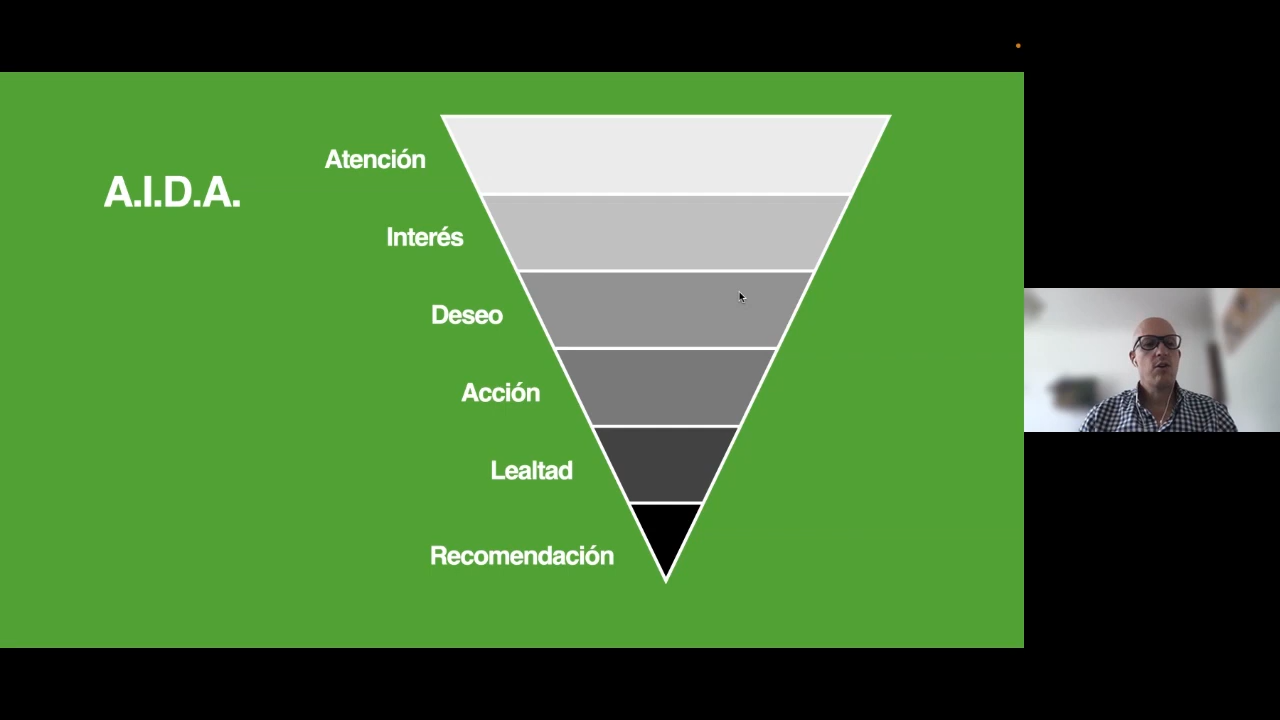 A.I.D.A.
Atención
Interés
Deseo
Acción
Lealtad
Recomendación